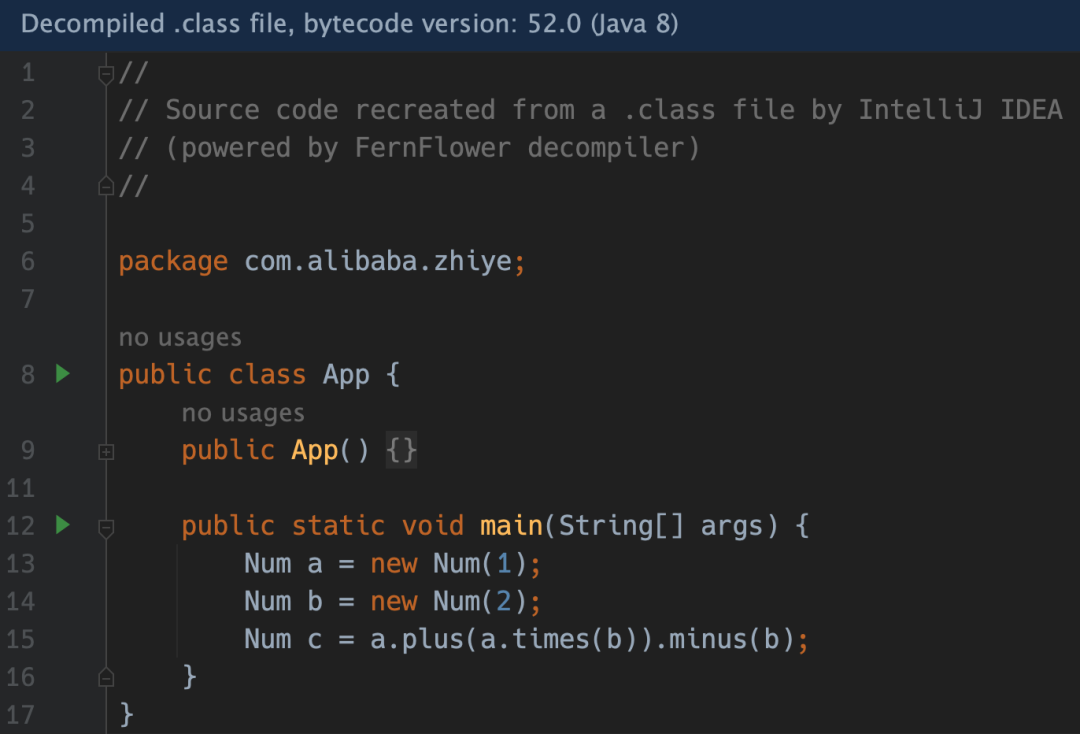 Decompiled .class file, bytecode version: 52.0 (Java 8)
1 //
2 // Source code recreated from a .class file by IntelliJ IDEA
3 // (powered by FernFlower decompiler)
4 //
5
6 package com.alibaba.zhiye;
7
no usages
8 public class App {
no usages
9 public App() {}
11
12 public static void main(String[] args) {
13 Num a = new Num(1);
14 Num b = new Num(2);
15 Num c = a.plus(a.times(b)).minus(b);
16 }
17 }